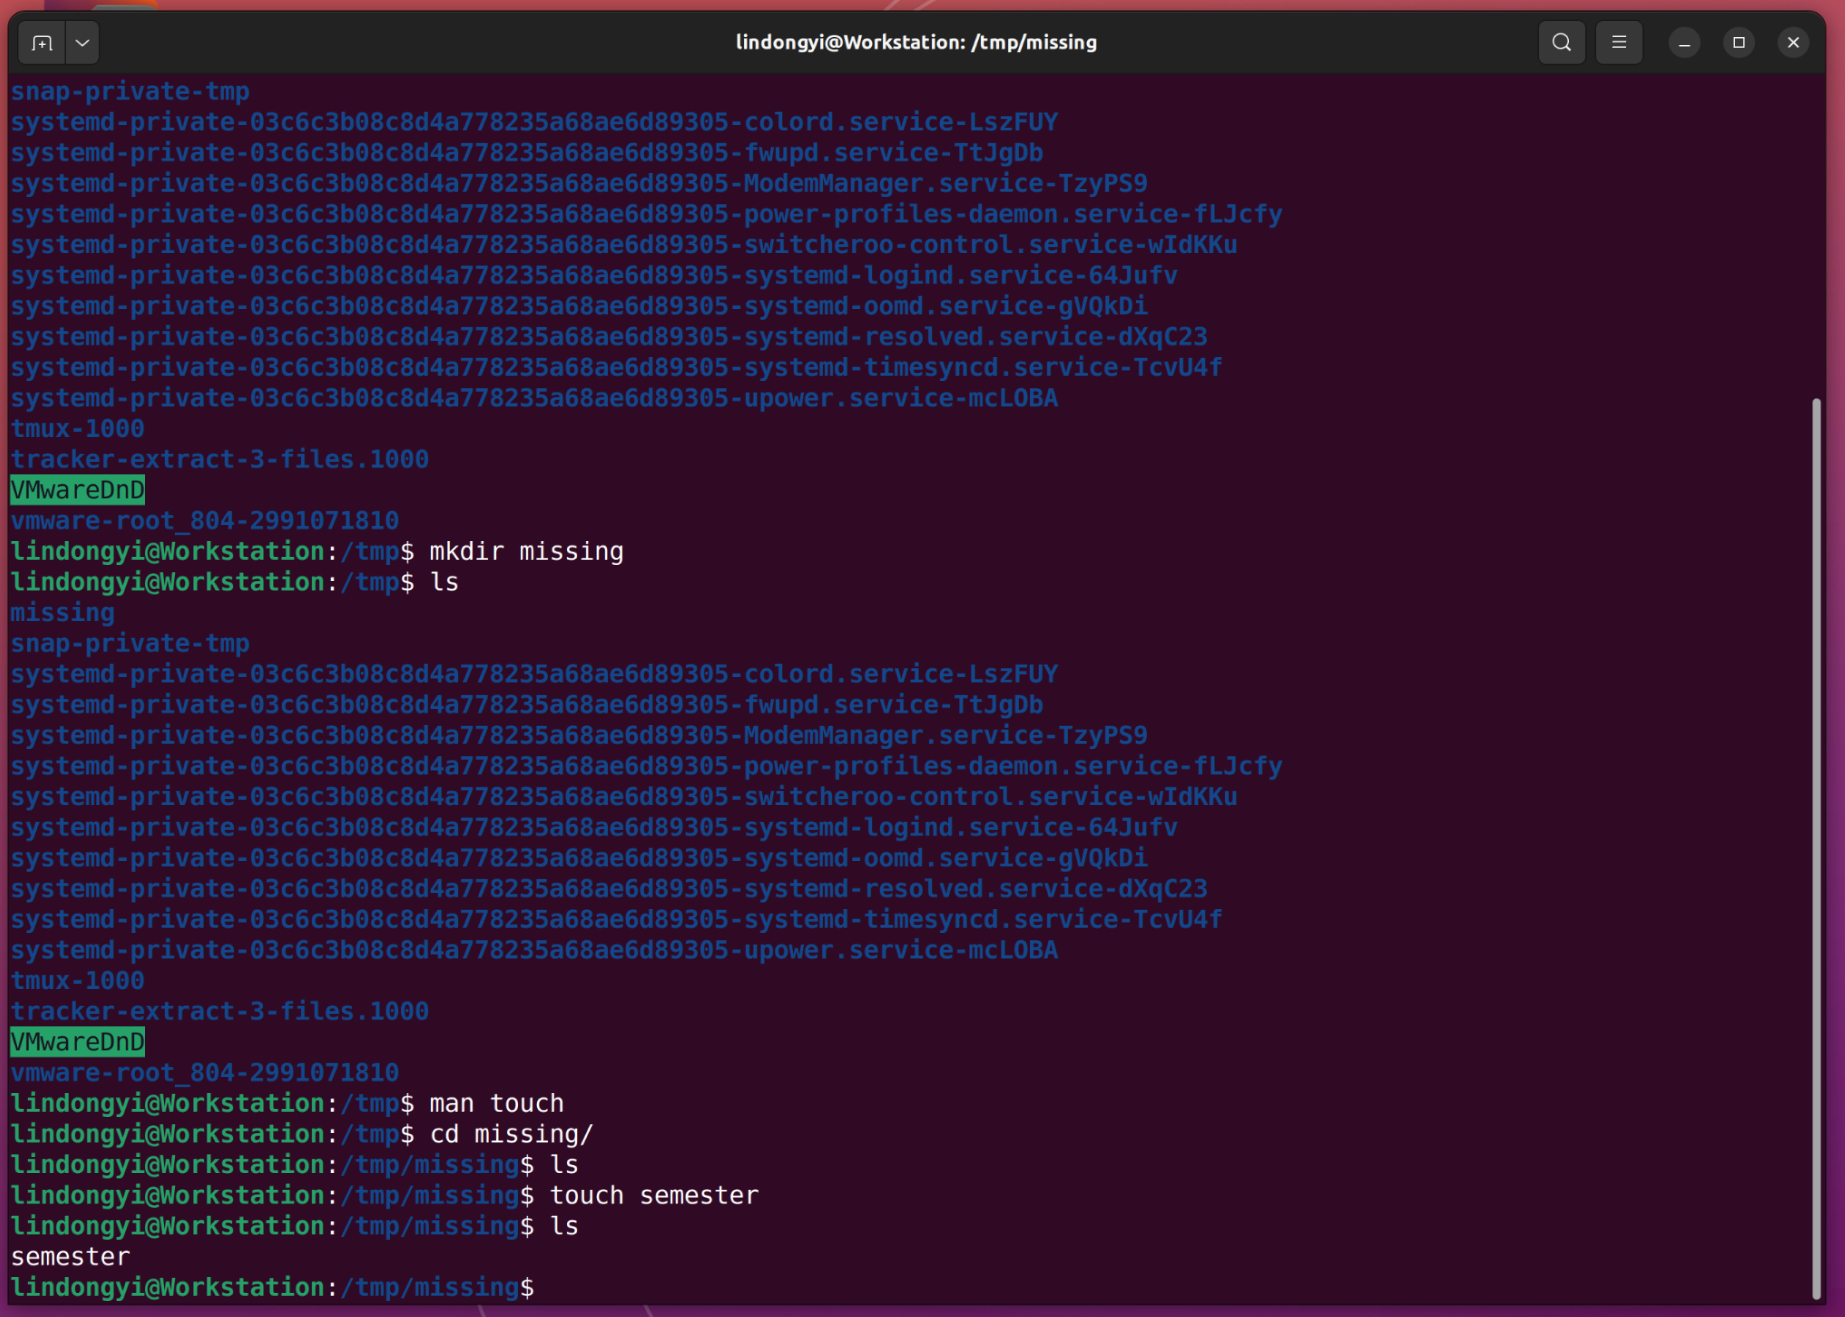 lindongyi@Workstation: /tmp/missing
snap-private-tmp
systemd-private-03c6c3b08c8d4a778235a68ae6d89305-colord.service-LszFUY
systemd-private-03c6c3b08c8d4a778235a68ae6d89305-fwupd.service-TtJgDb
systemd-private-03c6c3b08c8d4a778235a68ae6d89305-ModemManager.service-TzyPS9
systemd-private-03c6c3b08c8d4a778235a68ae6d89305-power-profiles-daemon.service-fLJcfy
systemd-private-03c6c3b08c8d4a778235a68ae6d89305-switcheroo-control.service-wIdKKu
systemd-private-03c6c3b08c8d4a778235a68ae6d89305-systemd-logind.service-64Jufv
systemd-private-03c6c3b08c8d4a778235a68ae6d89305-systemd-oomd.service-gVQkDi
systemd-private-03c6c3b08c8d4a778235a68ae6d89305-systemd-resolved.service-dXqC23
systemd-private-03c6c3b08c8d4a778235a68ae6d89305-systemd-timesyncd.service-TcvU4f
systemd-private-03c6c3b08c8d4a778235a68ae6d89305-upower.service-mcLOBA
tmux-1000
tracker-extract-3-files.1000
VMwareDnD
vmware-root_804-2991071810
lindongyi@Workstation:/tmp$ mkdir missing
lindongyi@Workstation:/tmp$ ls
missing
snap-private-tmp
systemd-private-03c6c3b08c8d4a778235a68ae6d89305-colord.service-LszFUY
systemd-private-03c6c3b08c8d4a778235a68ae6d89305-fwupd.service-TtJgDb
systemd-private-03c6c3b08c8d4a778235a68ae6d89305-ModemManager.service-TzyPS9
systemd-private-03c6c3b08c8d4a778235a68ae6d89305-power-profiles-daemon.service-fLJcfy
systemd-private-03c6c3b08c8d4a778235a68ae6d89305-switcheroo-control.service-wIdKKu
systemd-private-03c6c3b08c8d4a778235a68ae6d89305-systemd-logind.service-64Jufv
systemd-private-03c6c3b08c8d4a778235a68ae6d89305-systemd-oomd.service-gVQkDi
systemd-private-03c6c3b08c8d4a778235a68ae6d89305-systemd-resolved.service-dXqC23
systemd-private-03c6c3b08c8d4a778235a68ae6d89305-systemd-timesyncd.service-TcvU4f
systemd-private-03c6c3b08c8d4a778235a68ae6d89305-upower.service-mcLOBA
tmux-1000
tracker-extract-3-files.1000
VMwareDnD
vmware-root_804-2991071810
lindongyi@Workstation:/tmp$ man touch
lindongyi@Workstation:/tmp$ cd missing/
lindongyi@Workstation:/tmp/missing$ ls
lindongyi@Workstation:/tmp/missing$ touch semester
lindongyi@Workstation:/tmp/missing$ ls
semester
lindongyi@Workstation:/tmp/missing$